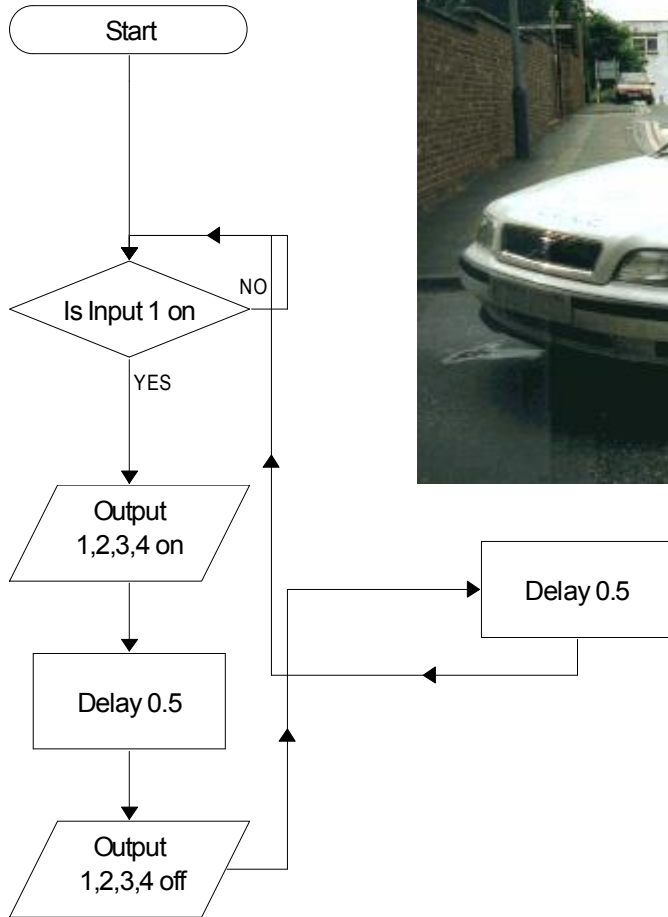 Start
Is Input 1 on
NO
YES
Output
1,2,3,4 on
Delay 0.5
Output
1,2,3,4 off
Delay 0.5